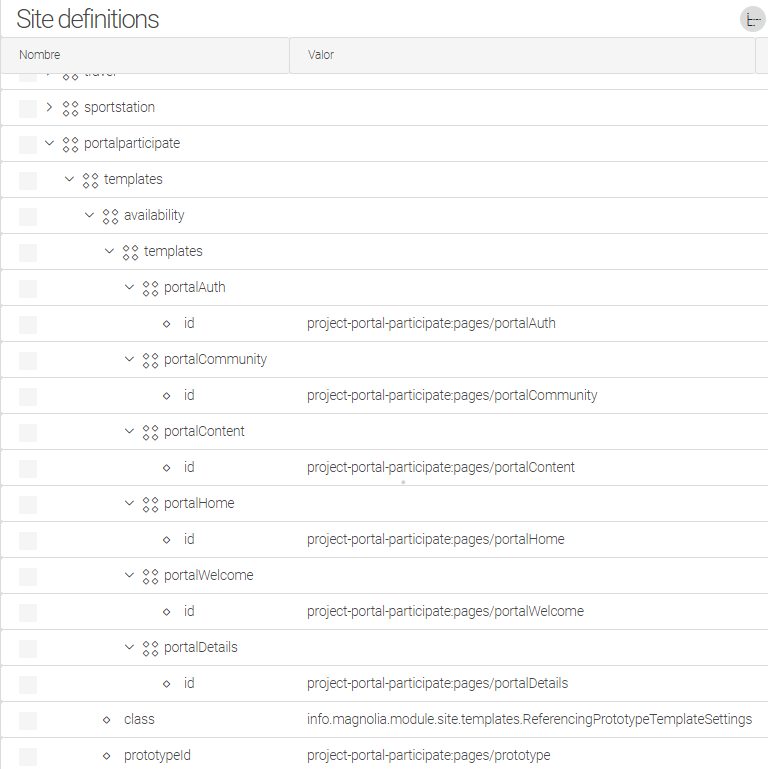 Site definitions
Nombre Valor
travel
sportstation
portalparticipate
templates
availability
templates
portalAuth
id project-portal-participate:pages/portalAuth
portalCommunity
id project-portal-participate:pages/portalCommunity
portalContent
id project-portal-participate:pages/portalContent
portalHome
id project-portal-participate:pages/portalHome
portalWelcome
id project-portal-participate:pages/portalWelcome
portalDetails
id project-portal-participate:pages/portalDetails
class info.magnolia.module.site.templates.ReferencingPrototypeTemplateSettings
prototypeId project-portal-participate:pages/prototype